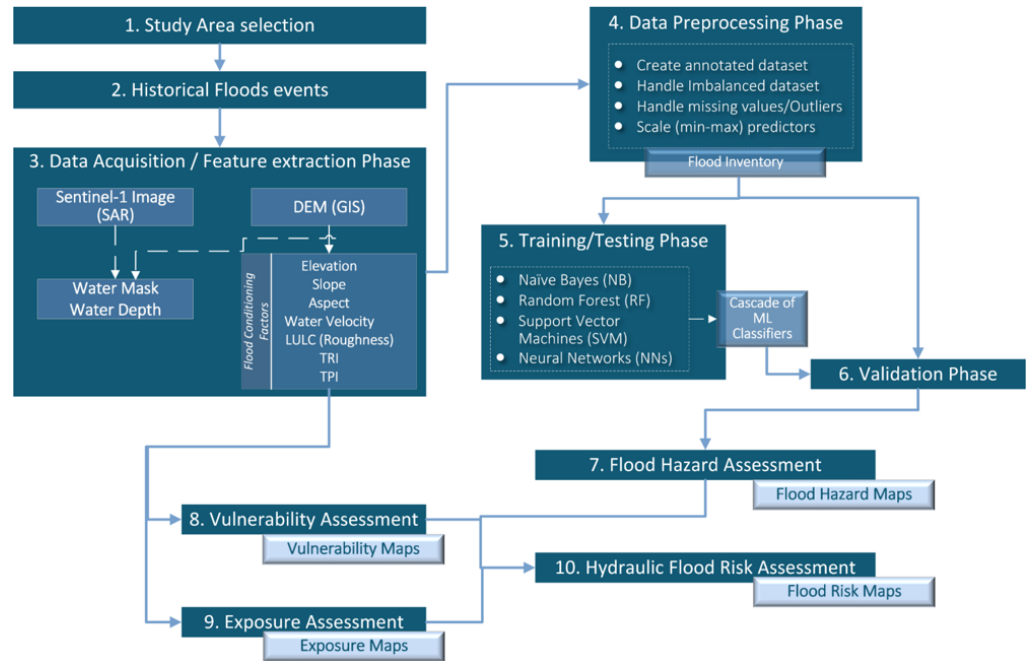 1. Study Area selection
2. Historical Floods events
3. Data Acquisition / Feature extraction Phase
Sentinel-1 Image
(SAR)
DEM (GIS)
Water Mask
Water Depth
Flood Conditioning
Factors
Elevation
Slope
Aspect
Water Velocity
LULC (Roughness)
TRI
TPI
4. Data Preprocessing Phase
Create annotated dataset
Handle Imbalanced dataset
Handle missing values/Outliers
Scale (min-max) predictors
Flood Inventory
5. Training/Testing Phase
Naïve Bayes (NB)
Random Forest (RF)
Support Vector
Machines (SVM)
Neural Networks (NNs)
Cascade of
ML
Classifiers
6. Validation Phase
7. Flood Hazard Assessment
Flood Hazard Maps
8. Vulnerability Assessment
Vulnerability Maps
9. Exposure Assessment
Exposure Maps
10. Hydraulic Flood Risk Assessment
Flood Risk Maps